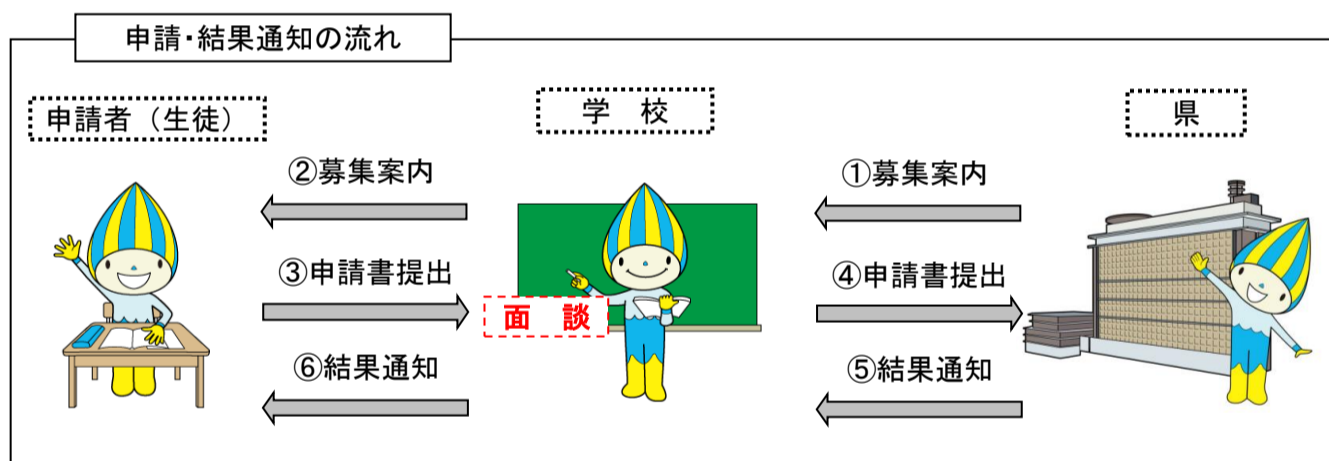 申請・結果通知の流れ
申請者（生徒）
学　校
県
②募集案内
①募集案内
③申請書提出
④申請書提出
面　談
⑥結果通知
⑤結果通知